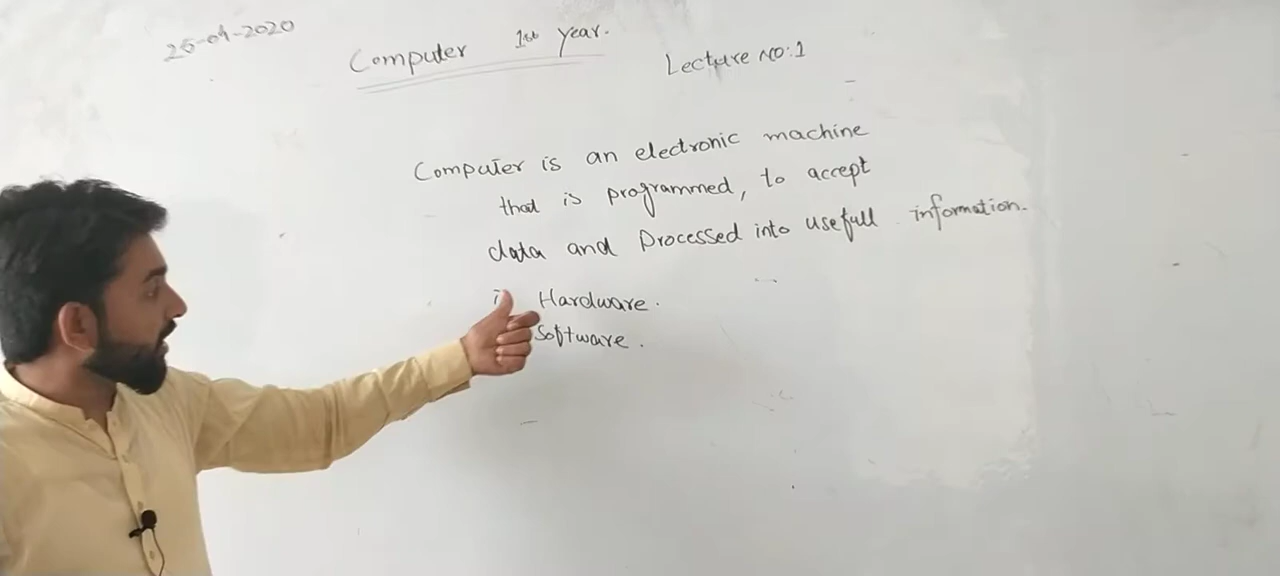 25-09-2020
Computer 1st year.
Lecture No:1
Computer is an electronic machine
that is programmed, to accept
data and Processed into usefull information.
i Hardware.
Software.